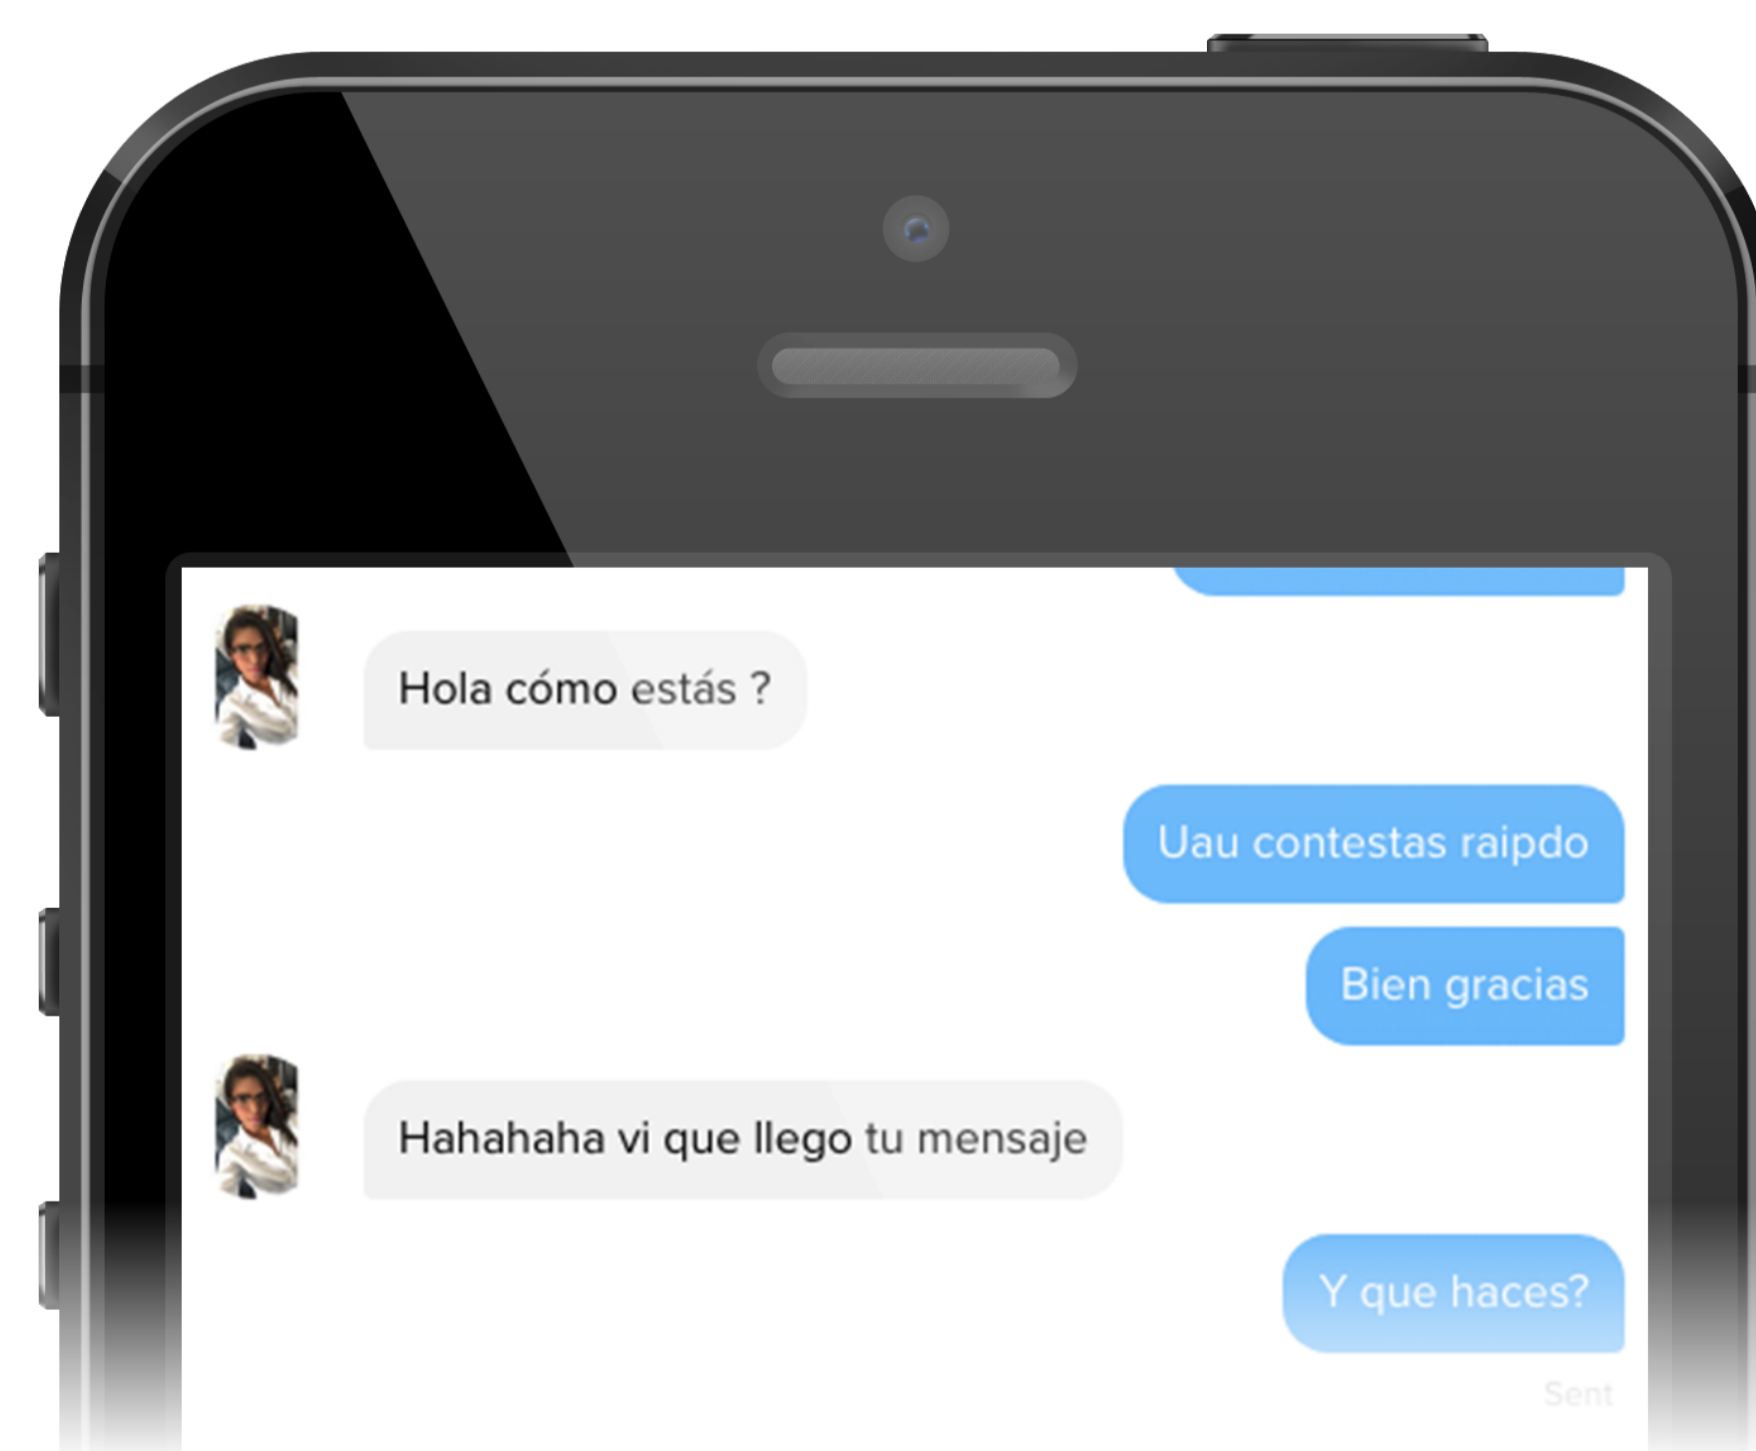 Hola cómo estás ?
Uau contestas raipdo
Bien gracias
Hahahaha vi que llego tu mensaje
Y que haces?
Sent